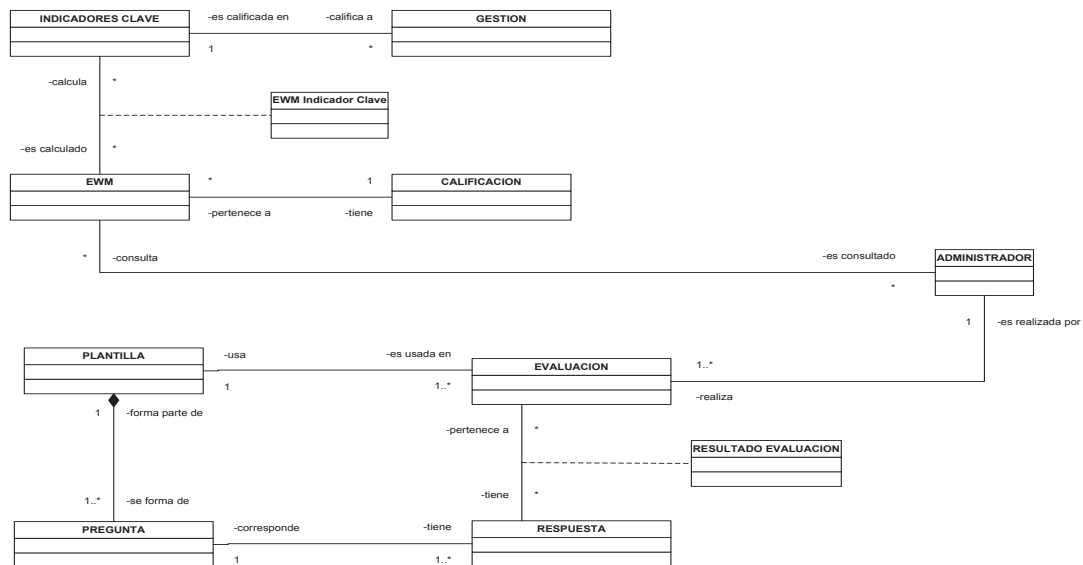 INDICADORES CLAVE
-es calificada en
-califica a
GESTION
1
*
-calcula
*
EWM Indicador Clave
-es calculado
*
EWM
*
1
CALIFICACION
-pertenece a
-tiene
*
-consulta
-es consultado
*
ADMINISTRADOR
1
-es realizada por
PLANTILLA
-usa
-es usada en
1
1..*
EVALUACION
1..*
-realiza
1
-forma parte de
-pertenece a
*
RESULTADO EVALUACION
1..*
-se forma de
-tiene
*
PREGUNTA
-corresponde
-tiene
1
1..*
RESPUESTA